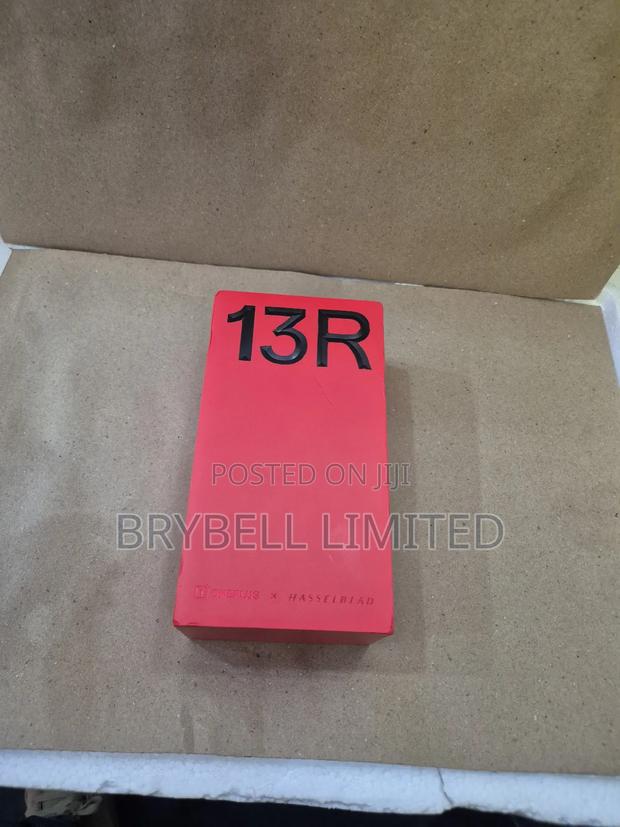 13R
POSTED ON JIJI
BRYBELL LIMITED
ONEPLUS × HASSELBLAD